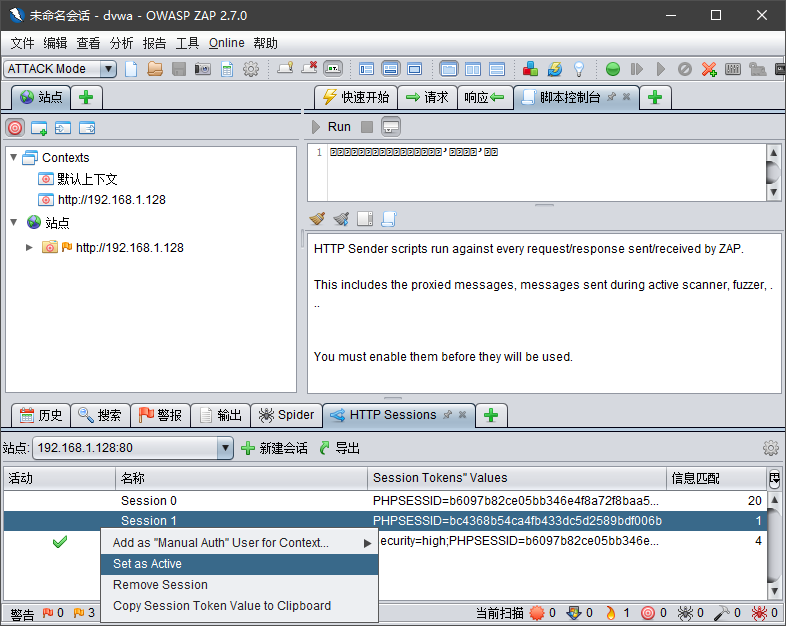 未命名会话 - dvwa - OWASP ZAP 2.7.0
文件 编辑 查看 分析 报告 工具 Online 帮助
ATTACK Mode
站点
快速开始 请求 响应 脚本控制台
Run
1
Contexts
默认上下文
http://192.168.1.128
站点
http://192.168.1.128
HTTP Sender scripts run against every request/response sent/received by ZAP.
This includes the proxied messages, messages sent during active scanner, fuzzer, .
..
You must enable them before they will be used.
历史 搜索 警报 输出 Spider HTTP Sessions
站点: 192.168.1.128:80 新建会话 导出
活动 名称 Session Tokens" Values 信息匹配
Session 0 PHPSESSID=b6097b82ce05bb346e4f8a72f8baa5... 20
Session 1 PHPSESSID=bc4368b54ca4fb433dc5d2589bdf006b 1
ecurity=high;PHPSESSID=b6097b82ce05bb346e... 4
Add as "Manual Auth" User for Context...
Set as Active
Remove Session
Copy Session Token Value to Clipboard
警告 0 3 当前扫描 0 0 1 0 0 0 0